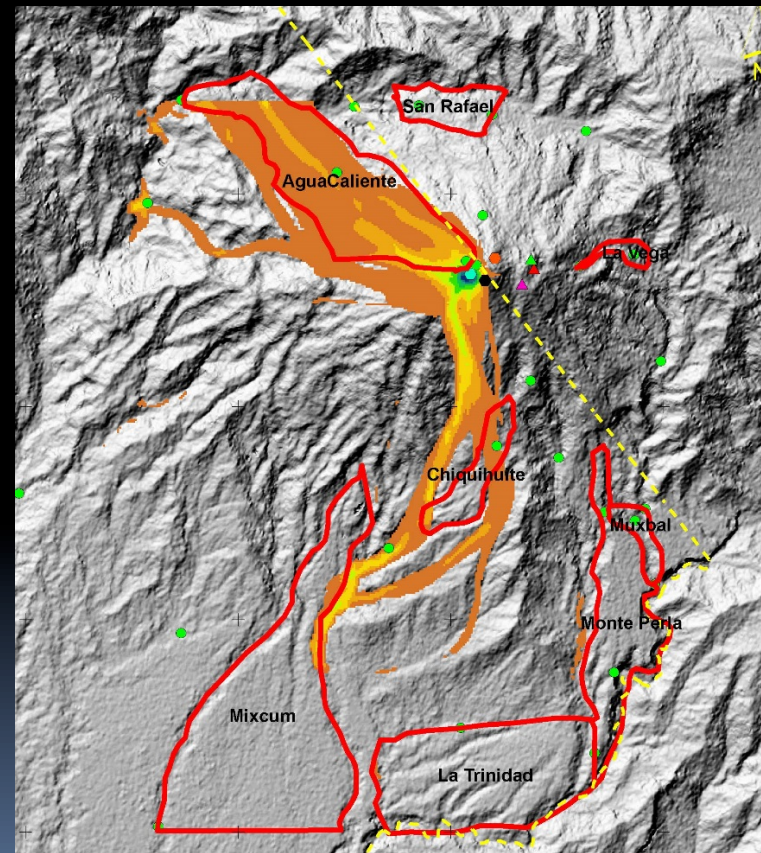 San Rafael
AguaCaliente
La Vega
Chiquihuite
Muxbal
Monte Perla
Mixcum
La Trinidad
N